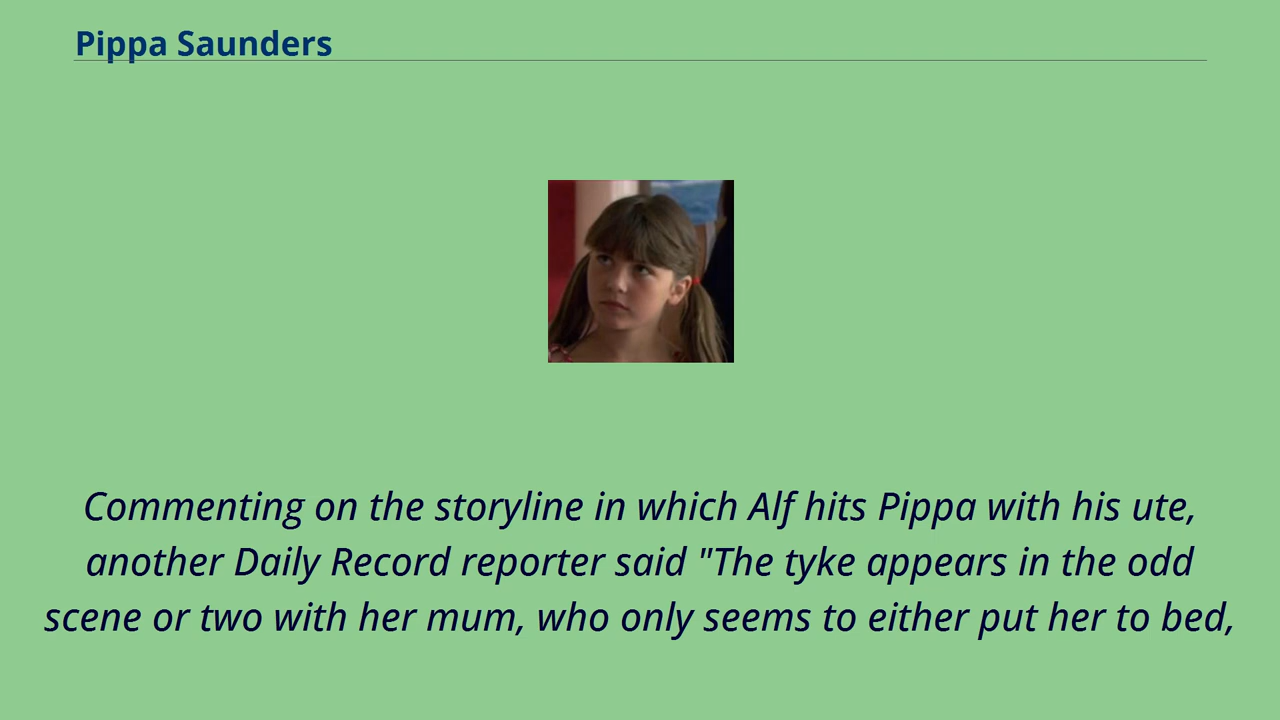 Pippa Saunders
Commenting on the storyline in which Alf hits Pippa with his ute,
another Daily Record reporter said "The tyke appears in the odd
scene or two with her mum, who only seems to either put her to bed,